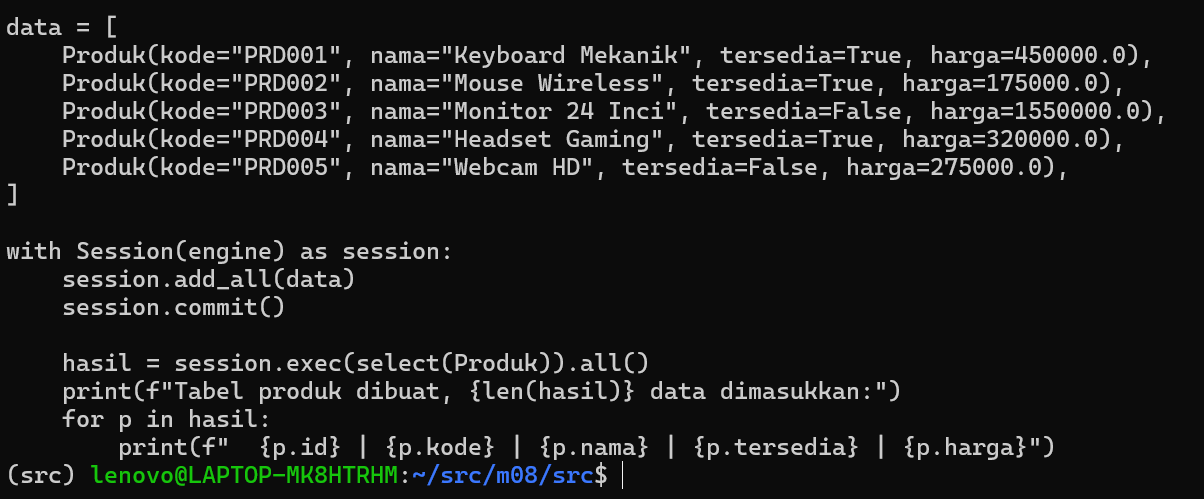 data = [
    Produk(kode="PRD001", nama="Keyboard Mekanik", tersedia=True, harga=450000.0),
    Produk(kode="PRD002", nama="Mouse Wireless", tersedia=True, harga=175000.0),
    Produk(kode="PRD003", nama="Monitor 24 Inci", tersedia=False, harga=1550000.0),
    Produk(kode="PRD004", nama="Headset Gaming", tersedia=True, harga=320000.0),
    Produk(kode="PRD005", nama="Webcam HD", tersedia=False, harga=275000.0),
]

with Session(engine) as session:
    session.add_all(data)
    session.commit()

    hasil = session.exec(select(Produk)).all()
    print(f"Tabel produk dibuat, {len(hasil)} data dimasukkan:")
    for p in hasil:
        print(f"  {p.id} | {p.kode} | {p.nama} | {p.tersedia} | {p.harga}")
(src) lenovo@LAPTOP-MK8HTRHM:~/src/m08/src$